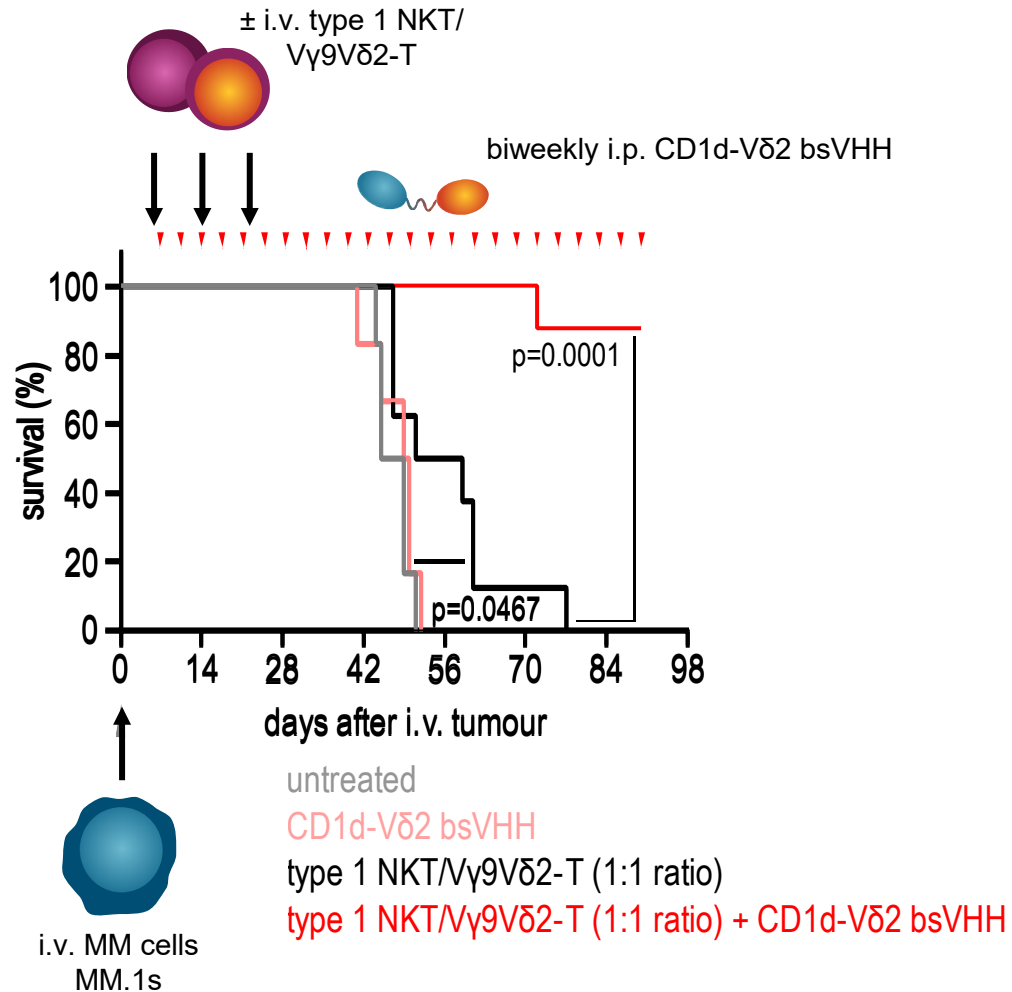 ± i.v. type 1 NKT/
Vγ9Vδ2-T
biweekly i.p. CD1d-Vδ2 bsVHH
100
80
60
40
20
0
survival (%)
p=0.0001
p=0.0467
0 14 28 42 56 70 84 98
days after i.v. tumour
untreated
CD1d-Vδ2 bsVHH
type 1 NKT/Vγ9Vδ2-T (1:1 ratio)
type 1 NKT/Vγ9Vδ2-T (1:1 ratio) + CD1d-Vδ2 bsVHH
i.v. MM cells
MM.1s